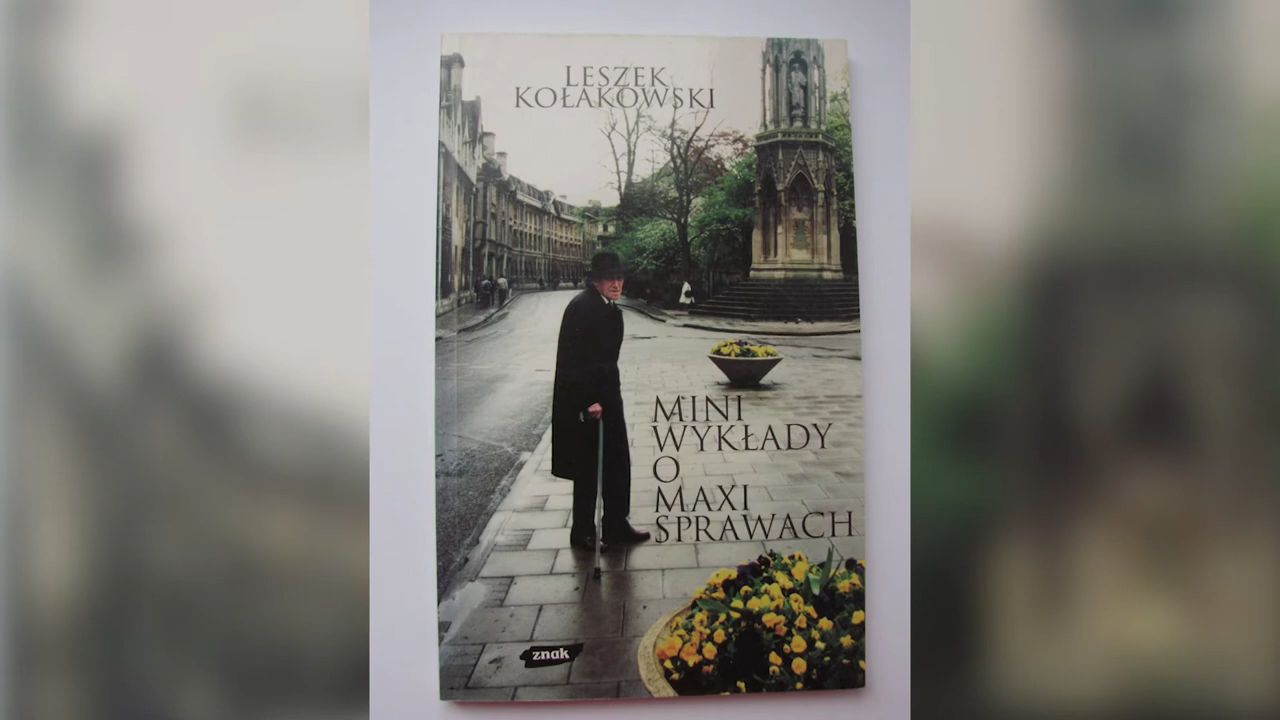 LESZEK
KOŁAKOWSKI
MINI
WYKŁADY
O
MAXI
SPRAWACH
znak